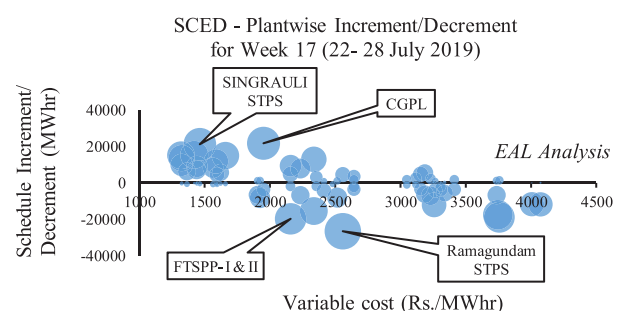 SCED - Plantwise Increment/Decrement
for Week 17 (22- 28 July 2019)
Schedule Increment/
Decrement (MWhr)
40000
20000
0
-20000
-40000
SINGRAULI
STPS
CGPL
EAL Analysis
1000 1500 2000 2500 3000 3500 4000 4500
FTSPP-I & II
Ramagundam
STPS
Variable cost (Rs./MWhr)